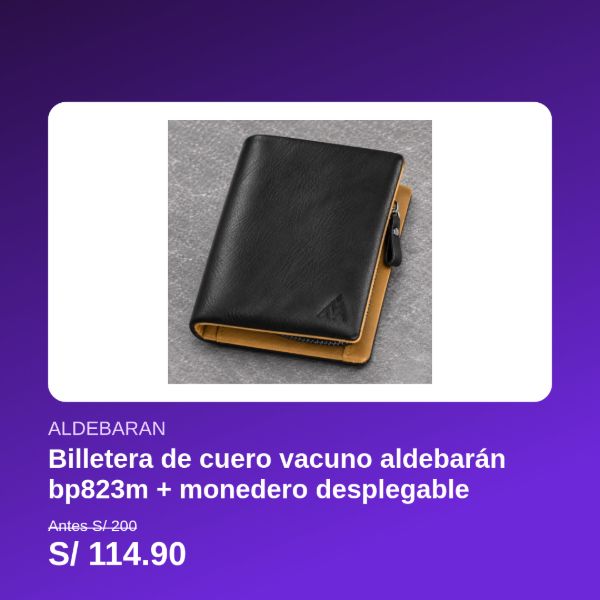 ALDEBARAN
Billetera de cuero vacuno aldebarán
bp823m + monedero desplegable
Antes S/ 200
S/ 114.90